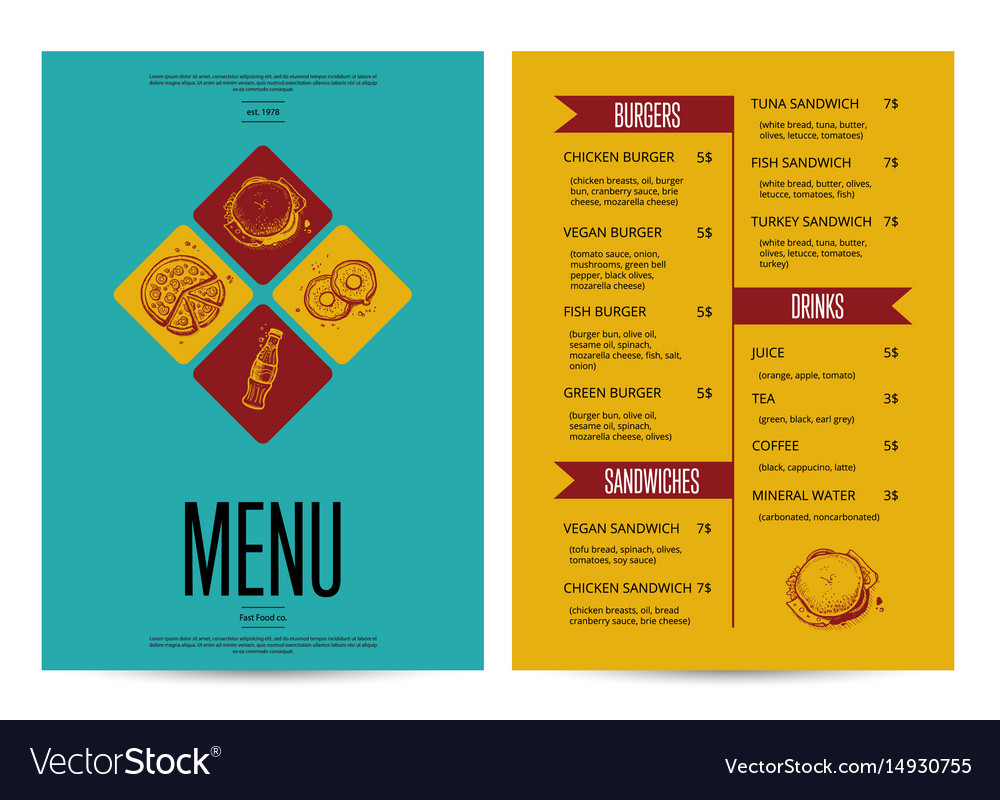 Lorem ipsum dolor sit amet, consectetur adipisicing elit, sed do eiusmod tempor incididunt ut labore et
dolore magna aliqua. Ut enim ad minim veniam, quis nostrud exercitation ullamco laboris nisi ut aliquip
ex ea commodo consequat.
est. 1978
MENU
Fast Food co.
Lorem ipsum dolor sit amet, consectetur adipisicing elit, sed do eiusmod tempor incididunt ut labore et
dolore magna aliqua. Ut enim ad minim veniam, quis nostrud exercitation ullamco laboris nisi ut aliquip
ex ea commodo consequat.
BURGERS
CHICKEN BURGER 5$
(chicken breasts, oil, burger
bun, cranberry sauce, brie
cheese, mozarella cheese)
VEGAN BURGER 5$
(tomato sauce, onion,
mushrooms, green bell
pepper, black olives,
mozarella cheese)
FISH BURGER 5$
(burger bun, olive oil,
sesame oil, spinach,
mozarella cheese, fish, salt,
onion)
GREEN BURGER 5$
(burger bun, olive oil,
sesame oil, spinach,
mozarella cheese, olives)
SANDWICHES
VEGAN SANDWICH 7$
(tofu bread, spinach, olives,
tomatoes, soy sauce)
CHICKEN SANDWICH 7$
(chicken breasts, oil, bread
cranberry sauce, brie cheese)
TUNA SANDWICH 7$
(white bread, tuna, butter,
olives, letucce, tomatoes)
FISH SANDWICH 7$
(white bread, butter, olives,
letucce, tomatoes, fish)
TURKEY SANDWICH 7$
(white bread, tuna, butter,
olives, letucce, tomatoes,
turkey)
DRINKS
JUICE 5$
(orange, apple, tomato)
TEA 3$
(green, black, earl grey)
COFFEE 5$
(black, cappucino, latte)
MINERAL WATER 3$
(carbonated, noncarbonated)
VectorStock®
VectorStock.com/14930755